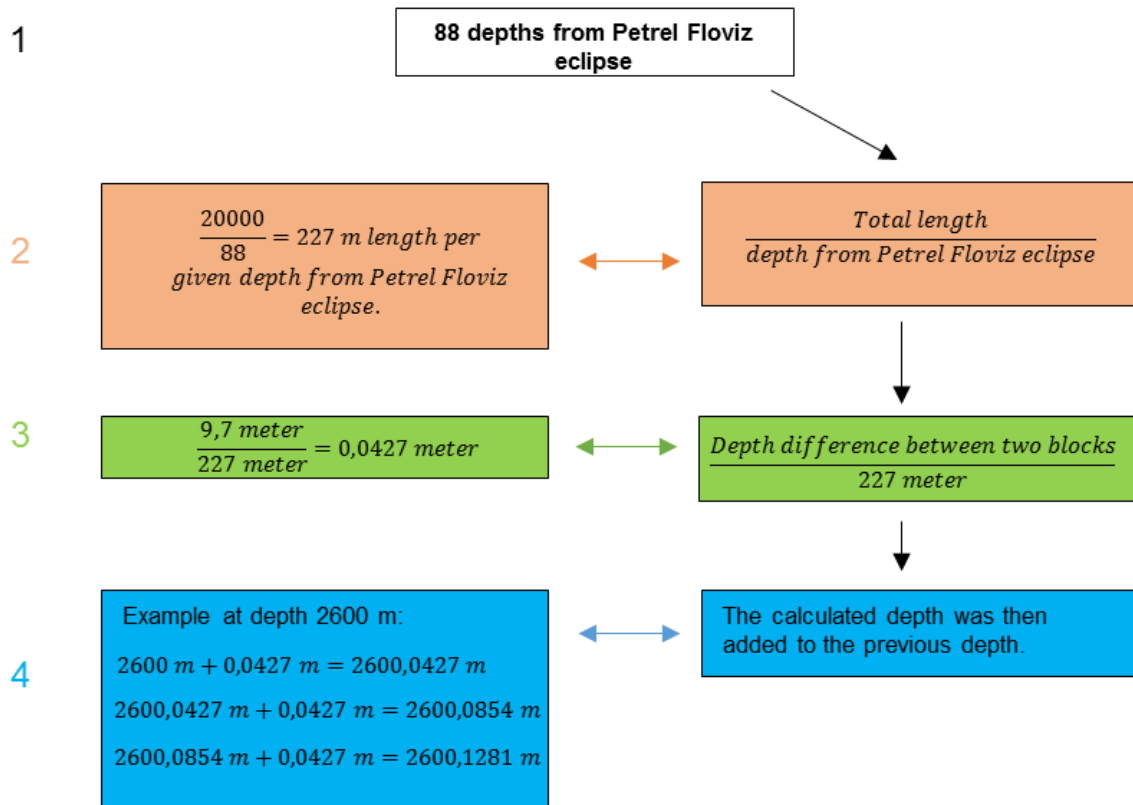 1
88 depths from Petrel Floviz
eclipse
2
20000/88 = 227 m length per
given depth from Petrel Floviz
eclipse.
Total length/depth from Petrel Floviz eclipse
3
9,7 meter/227 meter = 0,0427 meter
Depth difference between two blocks/227 meter
4
Example at depth 2600 m:
2600 m + 0,0427 m = 2600,0427 m
2600,0427 m + 0,0427 m = 2600,0854 m
2600,0854 m + 0,0427 m = 2600,1281 m
The calculated depth was then
added to the previous depth.